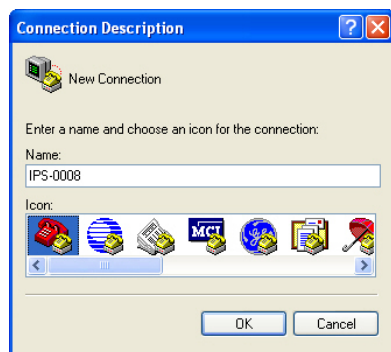 Connection Description
New Connection
Enter a name and choose an icon for the connection:
Name:
IPS-0008
Icon:
MCI
OK
Cancel